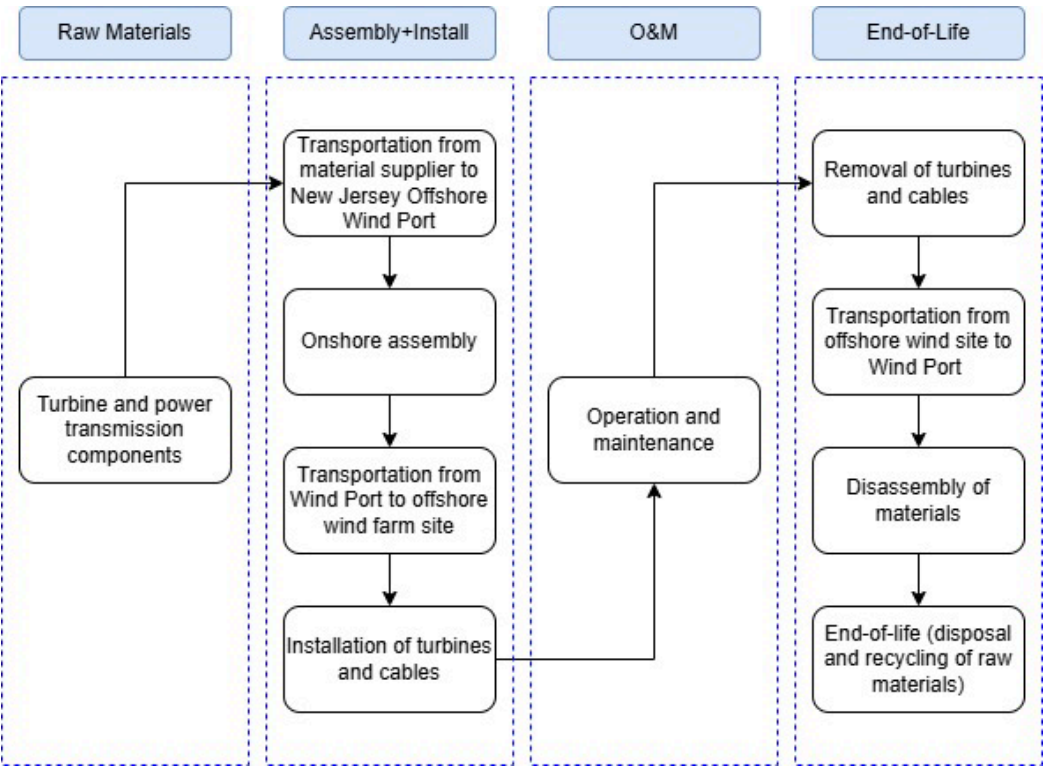 Raw Materials
Assembly+Install
O&M
End-of-Life
Turbine and power
transmission
components
Transportation from
material supplier to
New Jersey Offshore
Wind Port
Onshore assembly
Transportation from
Wind Port to offshore
wind farm site
Installation of turbines
and cables
Operation and
maintenance
Removal of turbines
and cables
Transportation from
offshore wind site to
Wind Port
Disassembly of
materials
End-of-life (disposal
and recycling of raw
materials)